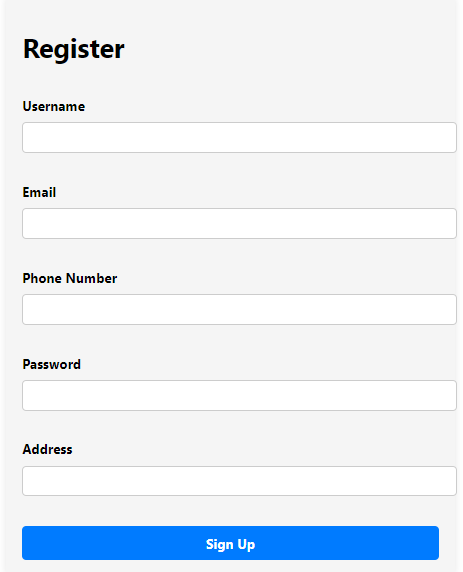 Register
Username
Email
Phone Number
Password
Address
Sign Up